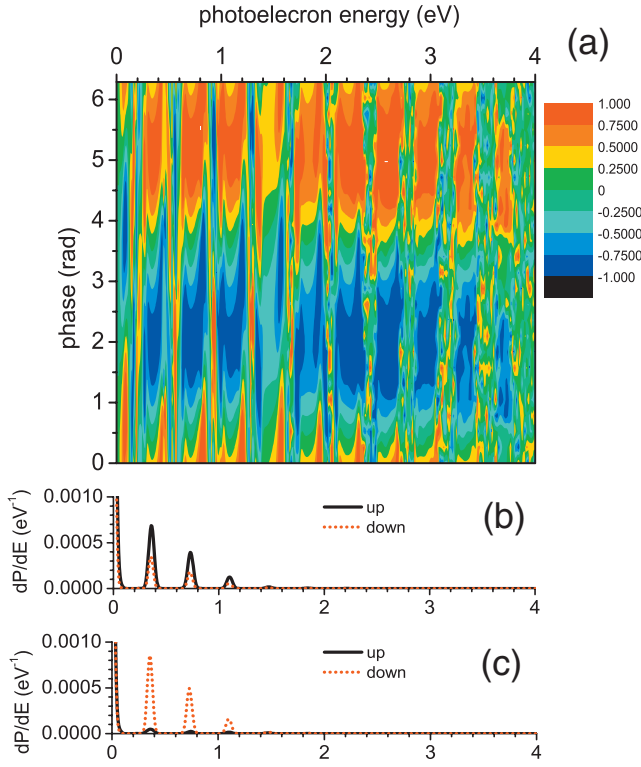 photoelecron energy (eV)
(a)
0 1 2 3 4
6
5
4
3
2
1
0
phase (rad)
1.000
0.7500
0.5000
0.2500
0
-0.2500
-0.5000
-0.7500
-1.000
0.0010
0.0005
0.0000
dP/dE (eV⁻¹)
up
down
(b)
0 1 2 3 4
0.0010
0.0005
0.0000
dP/dE (eV⁻¹)
up
down
(c)
0 1 2 3 4